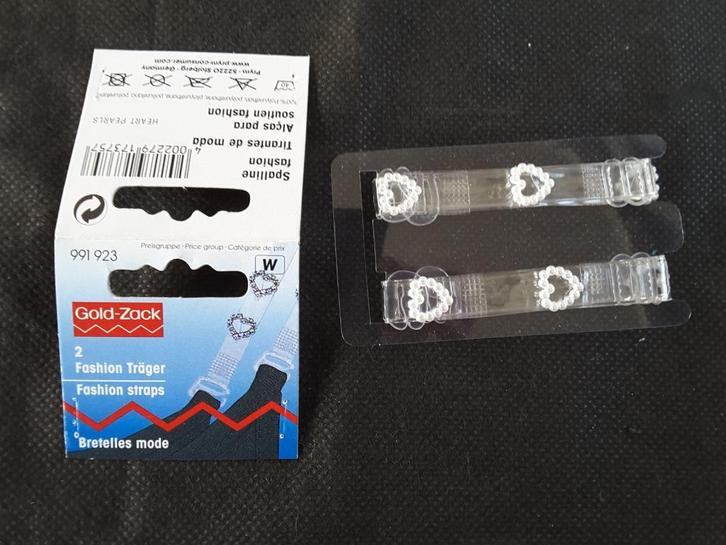 Prym · 52220 Stolberg · Germany
www.prym-consumer.com
40
100% Polyurethan, polyurethane, polyuréthane, poliuretano
Spalline
fashion
Tirantes de moda
Alças para
soutien fashion
HEART PEARLS
4 002279 173757
991 923
Preisgruppe · Price group · Catégorie de prix
W
Gold-Zack
2
Fashion Träger
Fashion straps
Bretelles mode